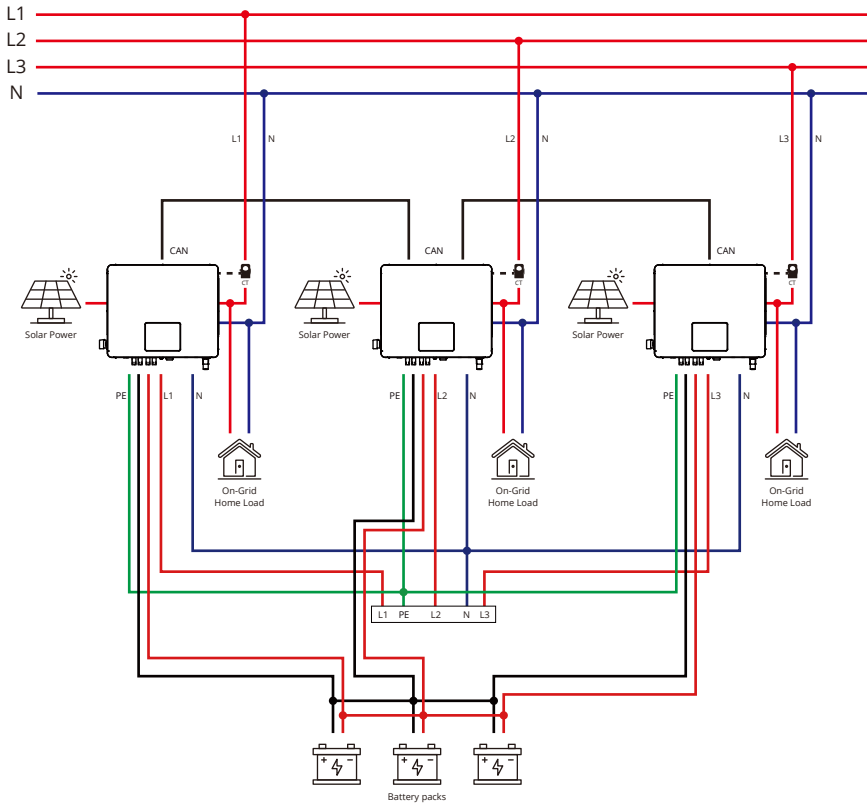 L1
L2
L3
N
L1
N
L2
N
L3
N
CAN
CAN
CAN
CT
CT
CT
Solar Power
Solar Power
Solar Power
PE
L1
N
PE
L2
N
PE
L3
N
On-Grid
Home Load
On-Grid
Home Load
On-Grid
Home Load
L1 PE L2 N L3
+ -
+ -
+ -
Battery packs